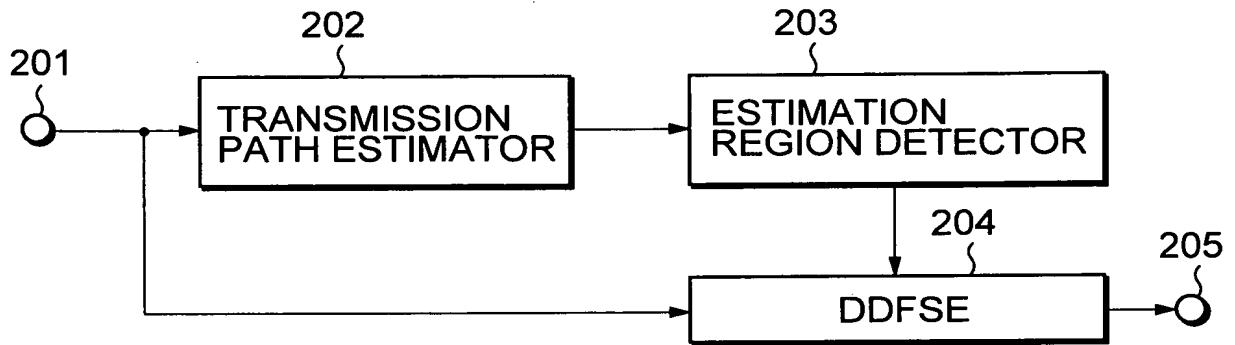 201
202
203
TRANSMISSION
PATH ESTIMATOR
ESTIMATION
REGION DETECTOR
204
205
DDFSE